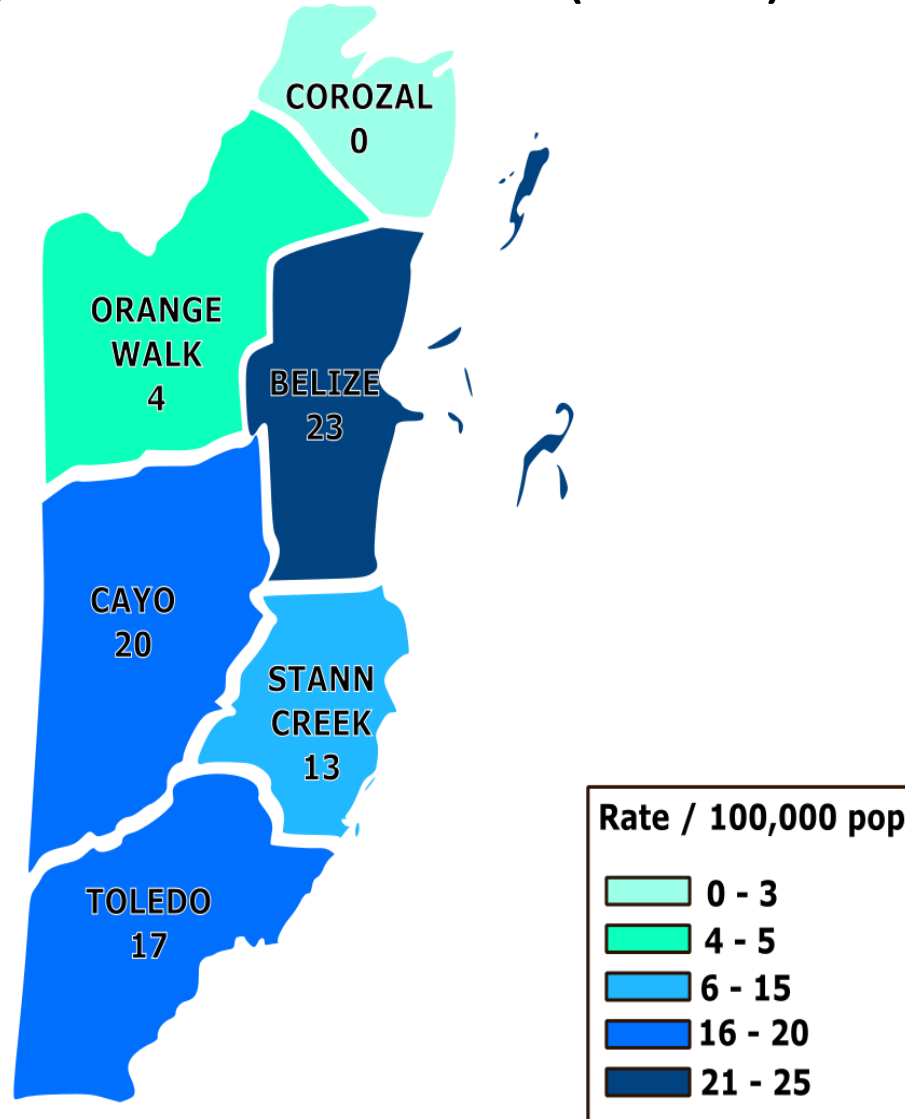 COROZAL
0
ORANGE
WALK
4
BELIZE
23
CAYO
20
STANN
CREEK
13
TOLEDO
17
Rate / 100,000 pop
0 - 3
4 - 5
6 - 15
16 - 20
21 - 25